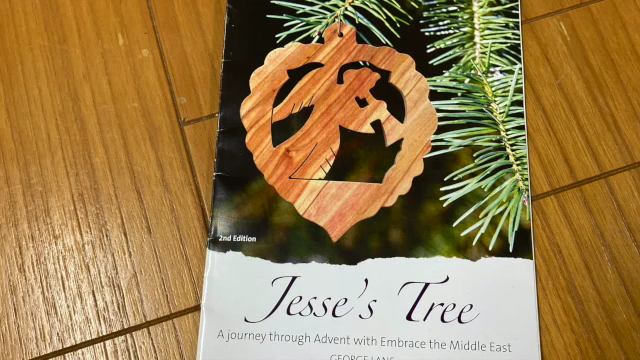 2nd Edition
Jesse's Tree
A journey through Advent with Embrace the Middle East
GEORGE LANE